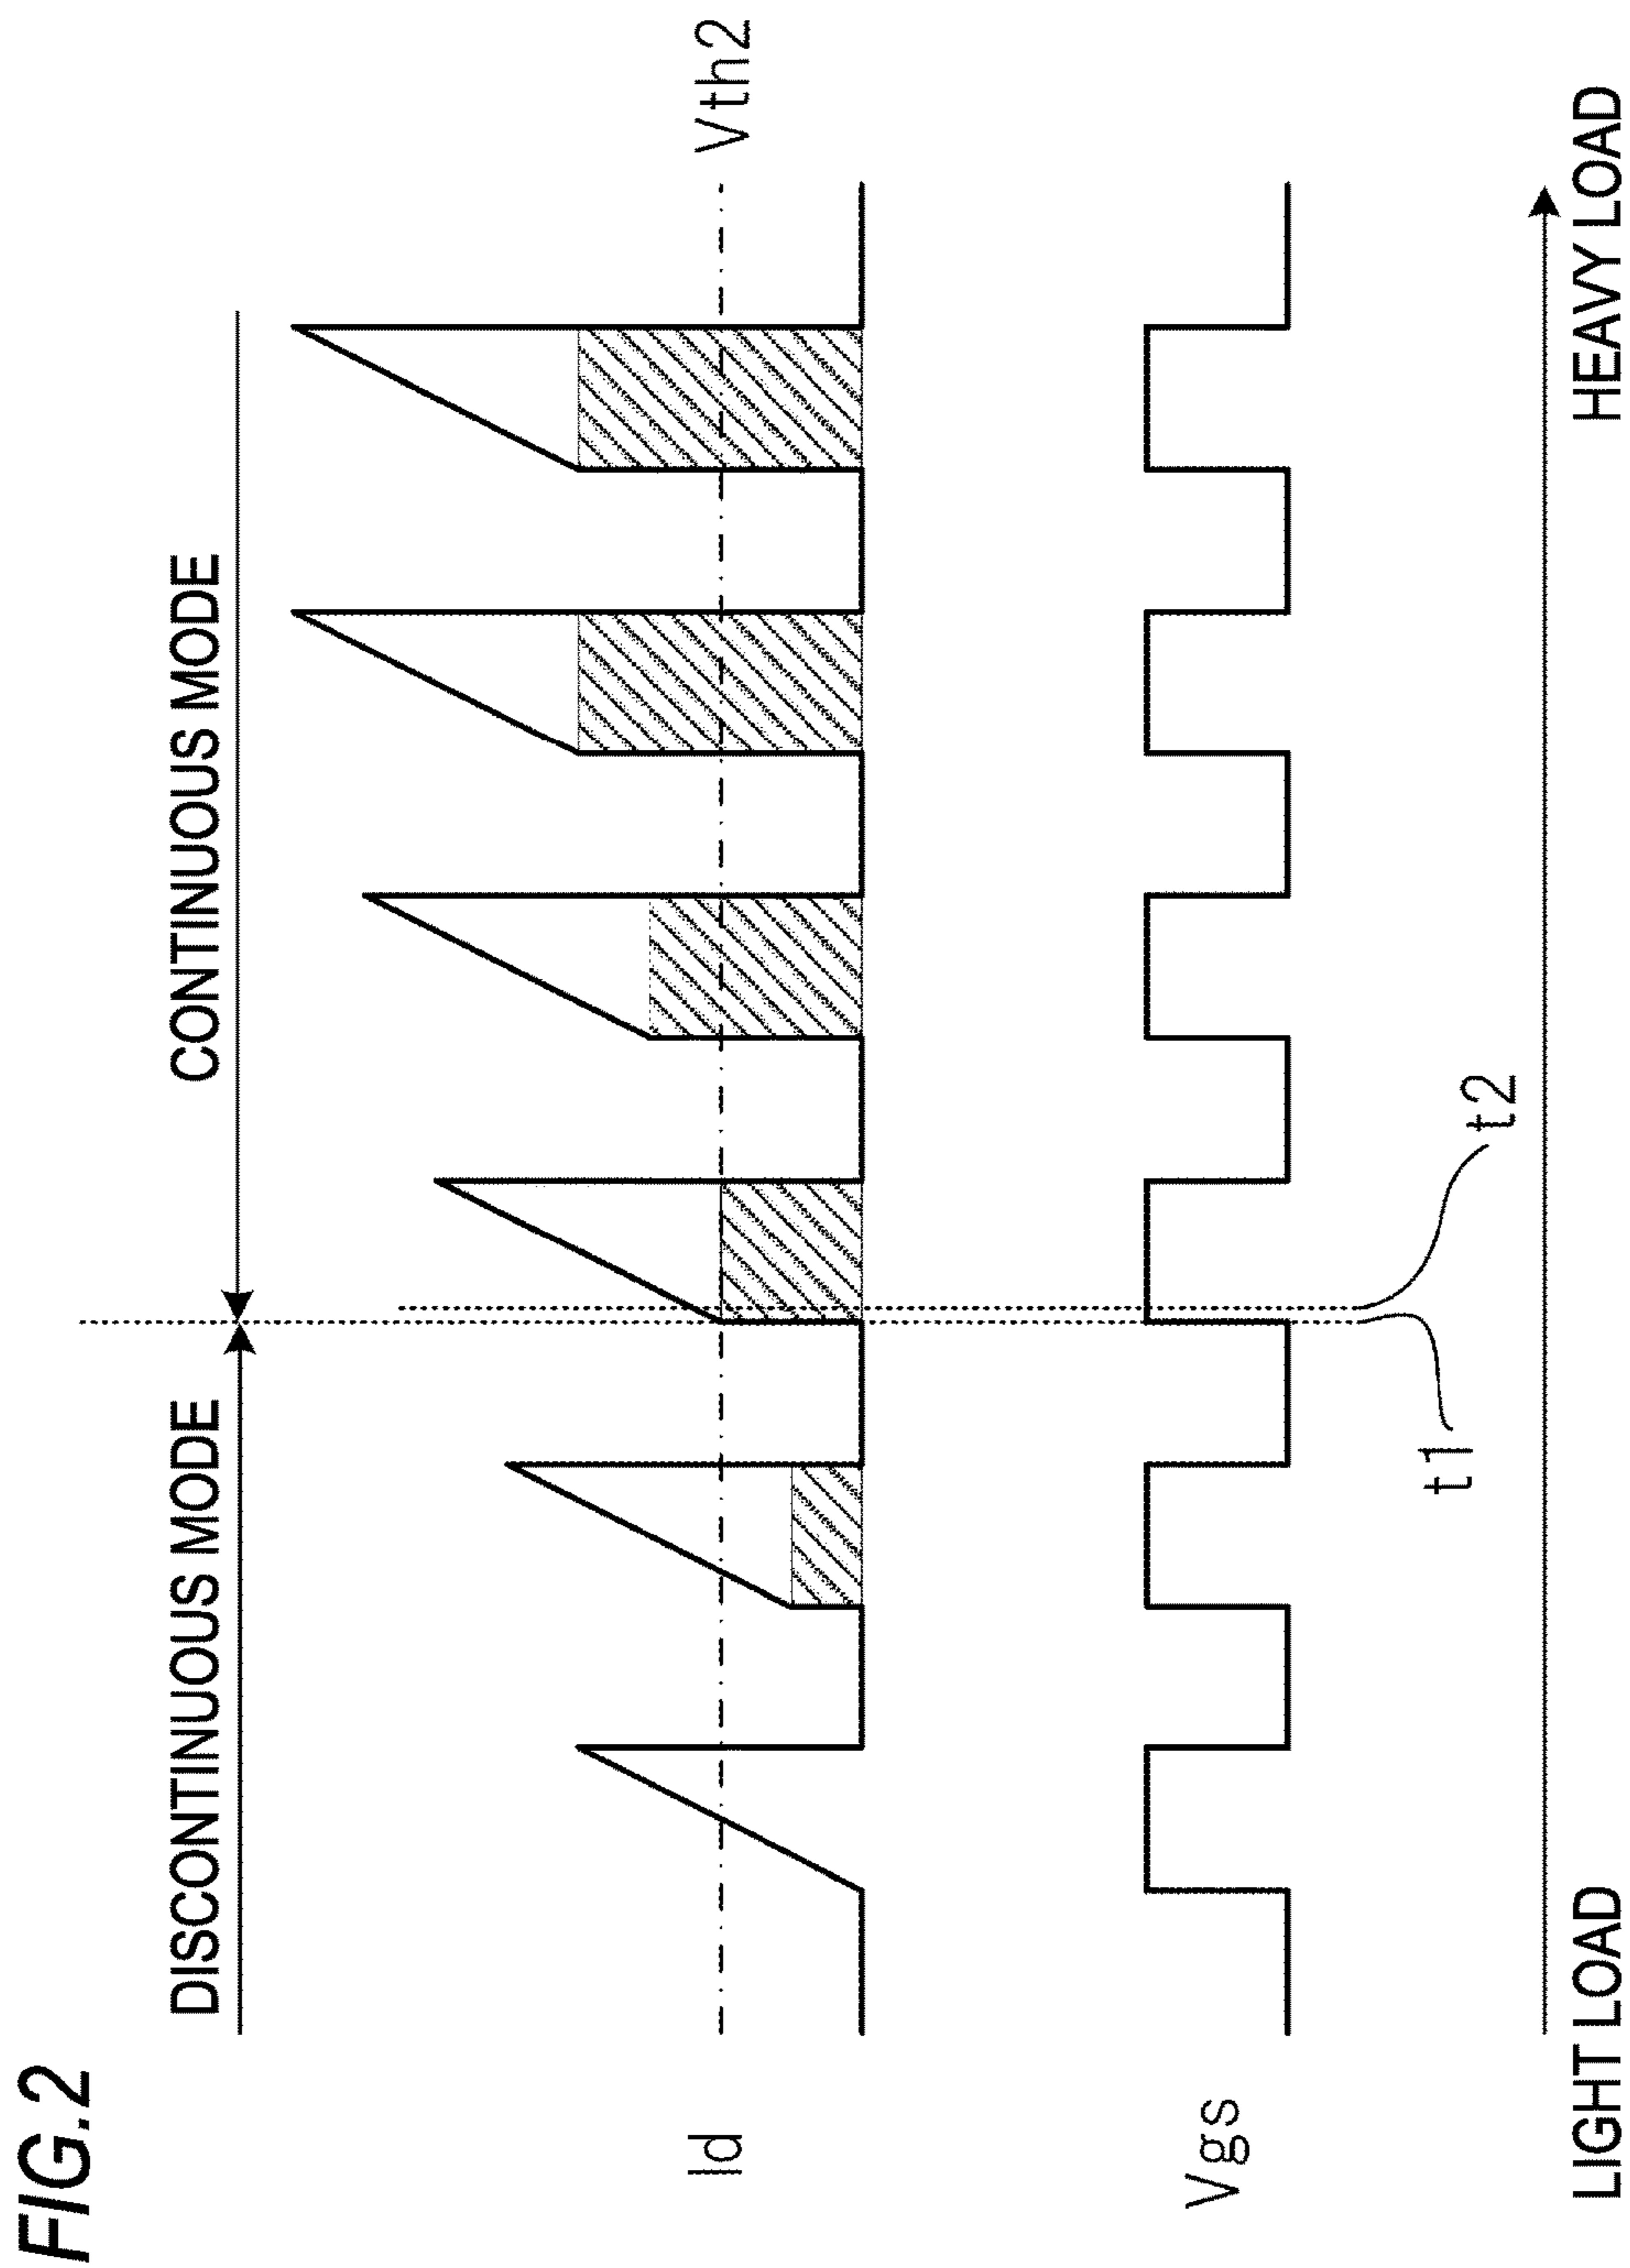 FIG.2
DISCONTINUOUS MODE
CONTINUOUS MODE
Id
Vth2
Vgs
t1
t2
LIGHT LOAD
HEAVY LOAD